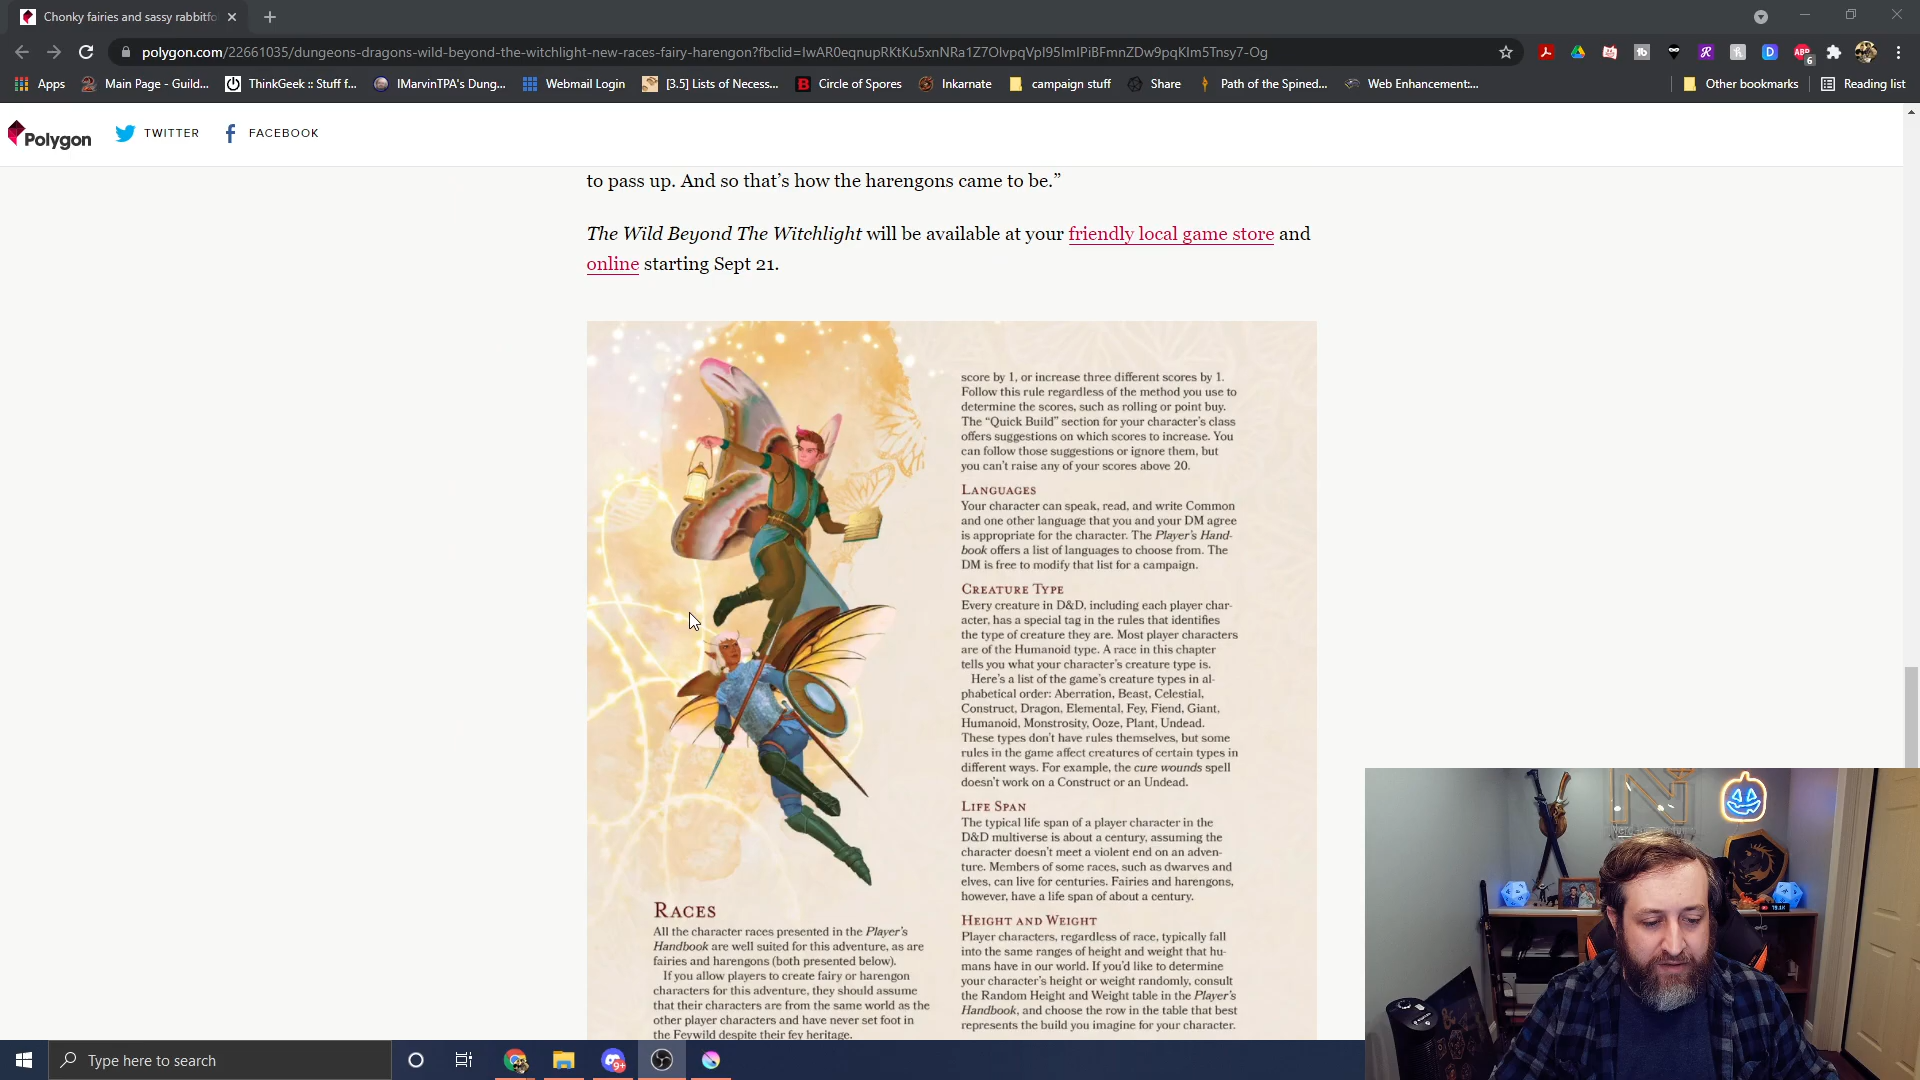 Chonky fairies and sassy rabbitfo
polygon.com/22661035/dungeons-dragons-wild-beyond-the-witchlight-new-races-fairy-harengon?fbclid=IwAR0eqnupRKtKu5xnNRa1Z7OlvpqVpI95lmIPiBFmnZDw9pqKIm5Tnsy7-Og
Apps
Main Page - Guild...
ThinkGeek :: Stuff f...
IMarvinTPA's Dung...
Webmail Login
[3.5] Lists of Necess...
Circle of Spores
Inkarnate
campaign stuff
Share
Path of the Spined...
Web Enhancement:...
Other bookmarks
Reading list
Polygon
TWITTER
FACEBOOK
to pass up. And so that's how the harengons came to be.”
The Wild Beyond The Witchlight will be available at your friendly local game store and
online starting Sept 21.
RACES
All the character races presented in the Player's
Handbook are well suited for this adventure, as are
fairies and harengons (both presented below).
If you allow players to create fairy or harengon
characters for this adventure, they should assume
that their characters are from the same world as the
other player characters and have never set foot in
the Feywild despite their fey heritage.
score by 1, or increase three different scores by 1.
Follow this rule regardless of the method you use to
determine the scores, such as rolling or point buy.
The “Quick Build” section for your character's class
offers suggestions on which scores to increase. You
can follow those suggestions or ignore them, but
you can't raise any of your scores above 20.
LANGUAGES
Your character can speak, read, and write Common
and one other language that you and your DM agree
is appropriate for the character. The Player's Hand-
book offers a list of languages to choose from. The
DM is free to modify that list for a campaign.
CREATURE TYPE
Every creature in D&D, including each player char-
acter, has a special tag in the rules that identifies
the type of creature they are. Most player characters
are of the Humanoid type. A race in this chapter
tells you what your character's creature type is.
Here's a list of the game's creature types in al-
phabetical order: Aberration, Beast, Celestial,
Construct, Dragon, Elemental, Fey, Fiend, Giant,
Humanoid, Monstrosity, Ooze, Plant, Undead.
These types don't have rules themselves, but some
rules in the game affect creatures of certain types in
different ways. For example, the cure wounds spell
doesn't work on a Construct or an Undead.
LIFE SPAN
The typical life span of a player character in the
D&D multiverse is about a century, assuming the
character doesn't meet a violent end on an adven-
ture. Members of some races, such as dwarves and
elves, can live for centuries. Fairies and harengons,
however, have a life span of about a century.
HEIGHT AND WEIGHT
Player characters, regardless of race, typically fall
into the same ranges of height and weight that hu-
mans have in our world. If you'd like to determine
your character's height or weight randomly, consult
the Random Height and Weight table in the Player's
Handbook, and choose the row in the table that best
represents the build you imagine for your character.
Type here to search
9+